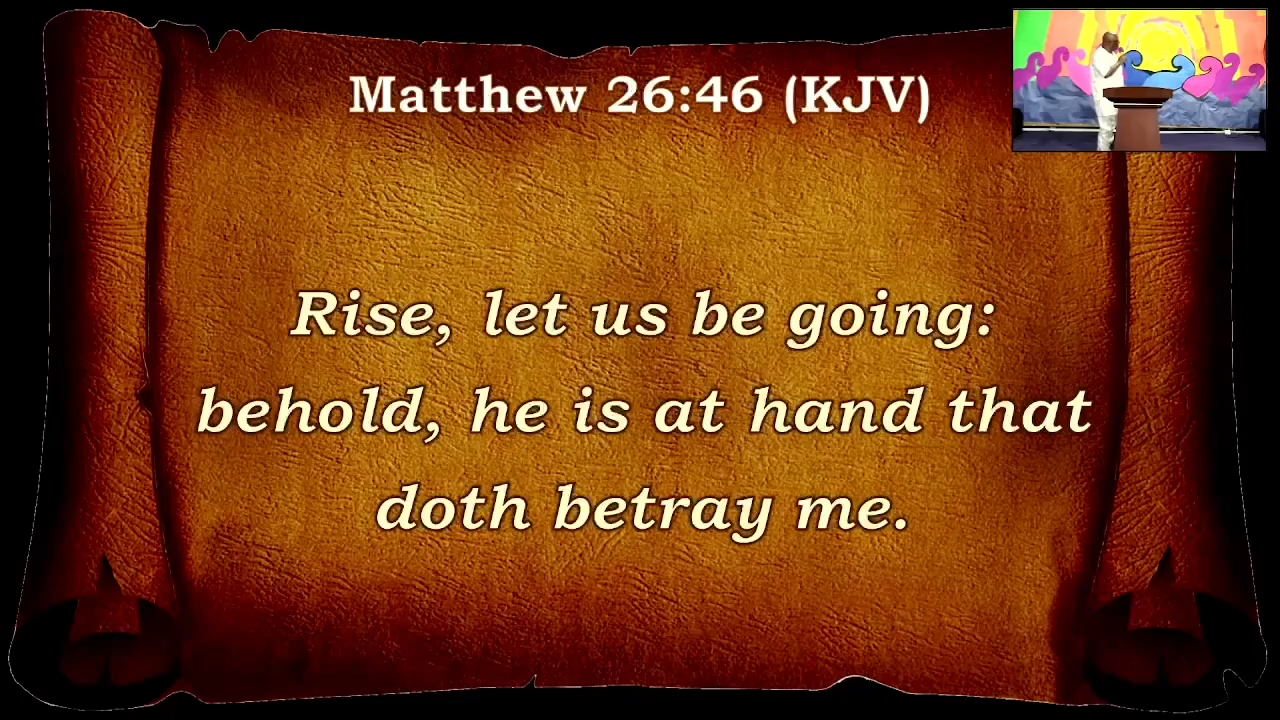 Matthew 26:46 (KJV)
Rise, let us be going:
behold, he is at hand that
doth betray me.